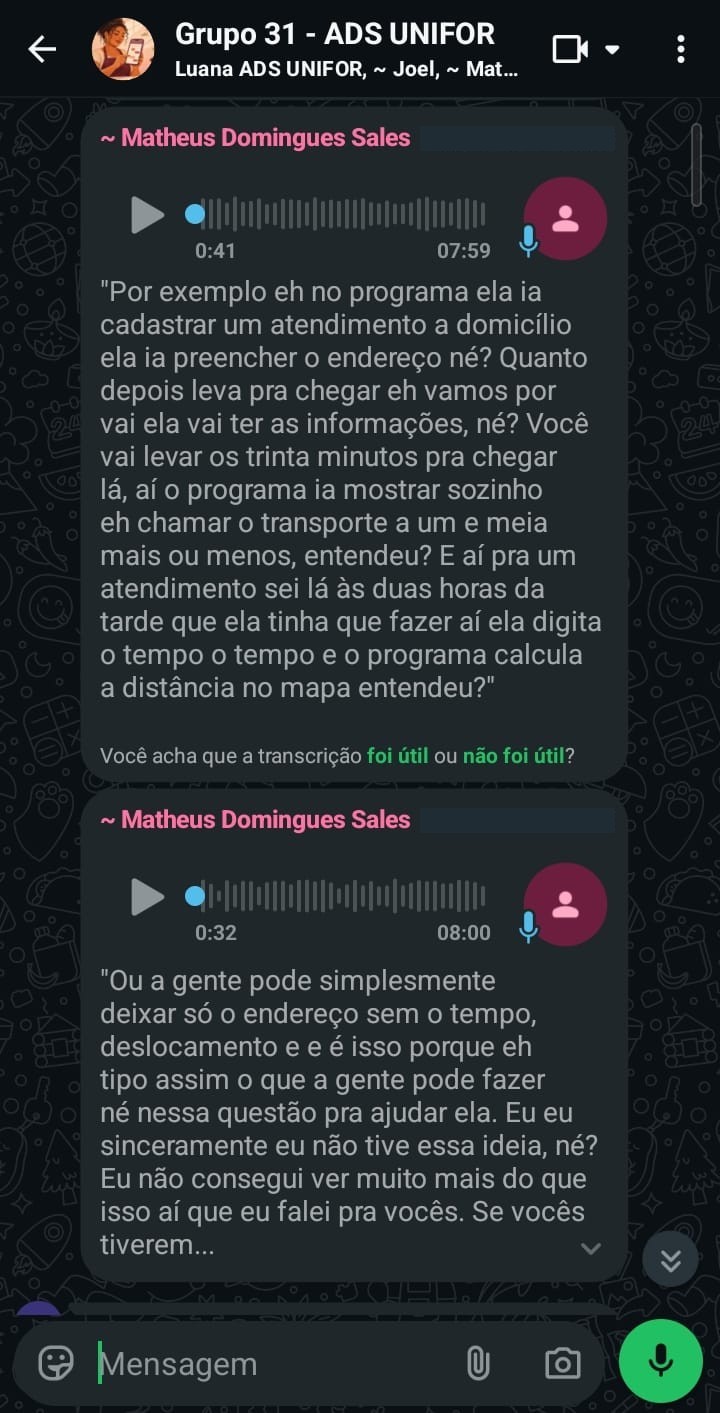 Grupo 31 - ADS UNIFOR
Luana ADS UNIFOR, ~ Joel, ~ Mat...
~ Matheus Domingues Sales
0:41 07:59
"Por exemplo eh no programa ela ia
cadastrar um atendimento a domicílio
ela ia preencher o endereço né? Quanto
depois leva pra chegar eh vamos por
vai ela vai ter as informações, né? Você
vai levar os trinta minutos pra chegar
lá, aí o programa ia mostrar sozinho
eh chamar o transporte a um e meia
mais ou menos, entendeu? E aí pra um
atendimento sei lá às duas horas da
tarde que ela tinha que fazer aí ela digita
o tempo o tempo e o programa calcula
a distância no mapa entendeu?"
Você acha que a transcrição foi útil ou não foi útil?
~ Matheus Domingues Sales
0:32 08:00
"Ou a gente pode simplesmente
deixar só o endereço sem o tempo,
deslocamento e e é isso porque eh
tipo assim o que a gente pode fazer
né nessa questão pra ajudar ela. Eu eu
sinceramente eu não tive essa ideia, né?
Eu não consegui ver muito mais do que
isso aí que eu falei pra vocês. Se vocês
tiverem...
Mensagem